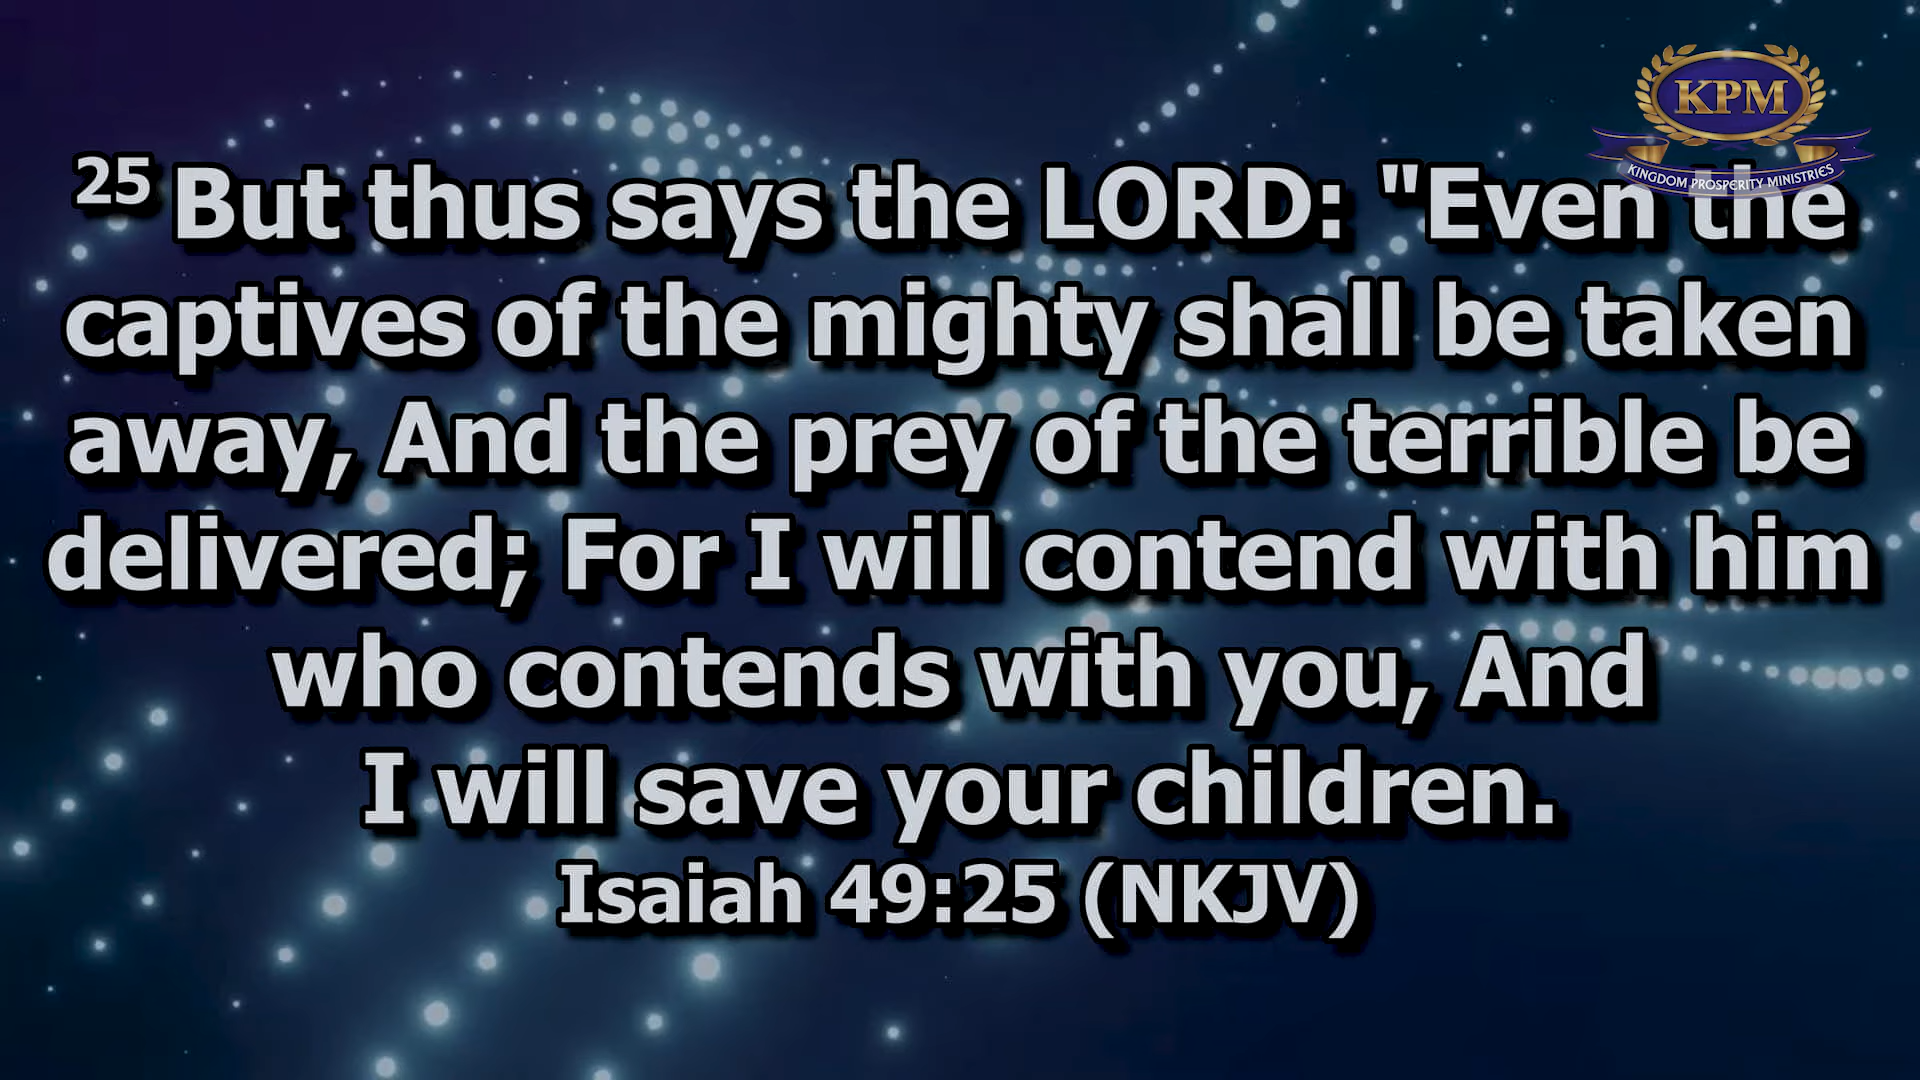 KPM
KINGDOM PROSPERITY MINISTRIES
25 But thus says the LORD: "Even the
captives of the mighty shall be taken
away, And the prey of the terrible be
delivered; For I will contend with him
who contends with you, And
I will save your children.
Isaiah 49:25 (NKJV)